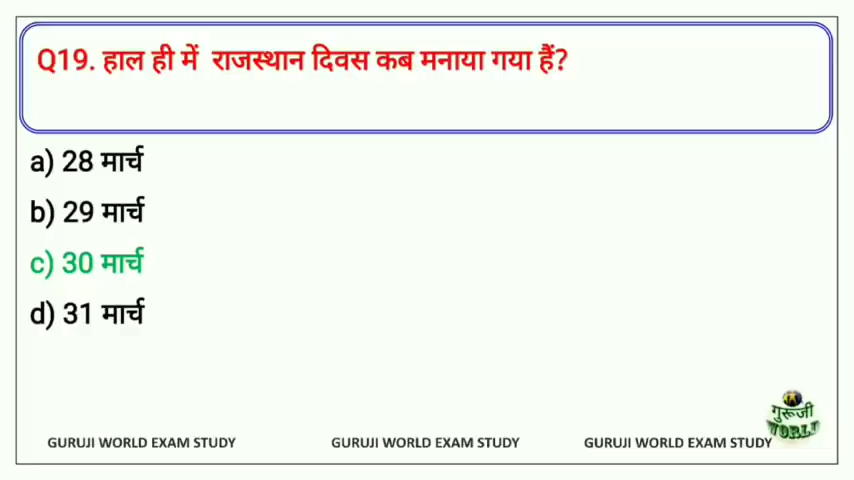 Q19. हाल ही में राजस्थान दिवस कब मनाया गया हैं?
a) 28 मार्च
b) 29 मार्च
c) 30 मार्च
d) 31 मार्च
गुरूजी
WORLD
GURUJI WORLD EXAM STUDY GURUJI WORLD EXAM STUDY GURUJI WORLD EXAM STUDY